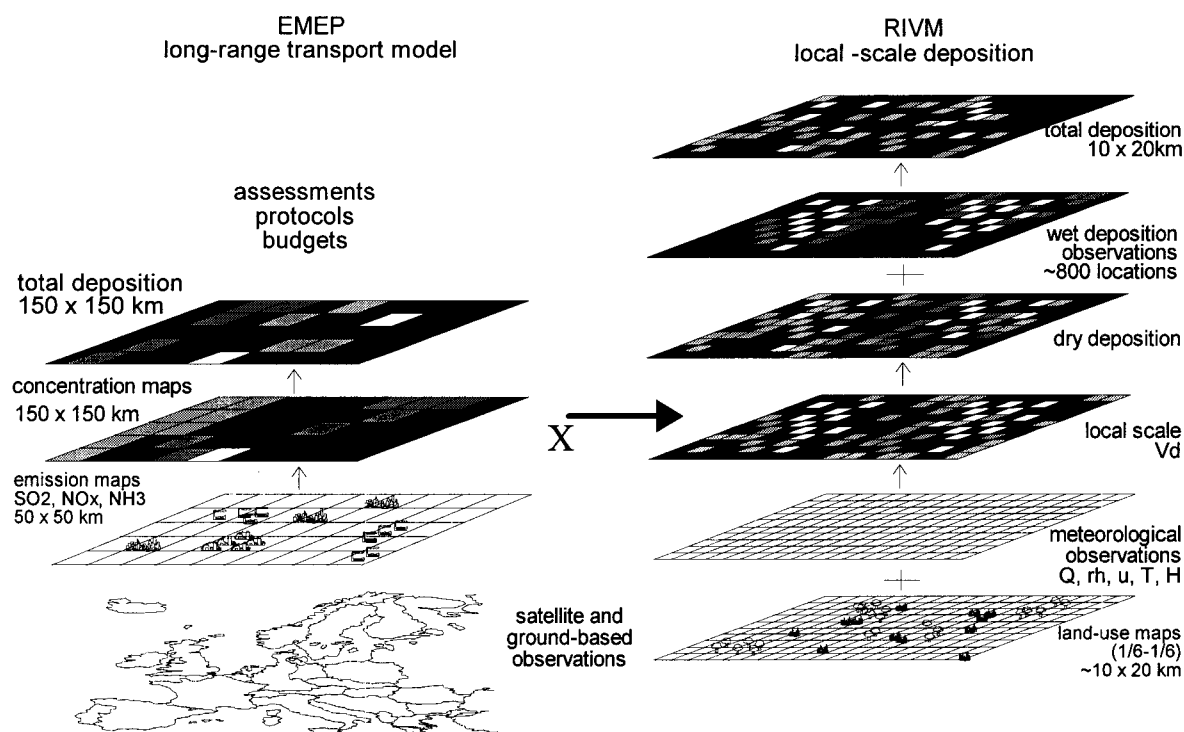 EMEP
long-range transport model
RIVM
local -scale deposition
total deposition
10 x 20km
assessments
protocols
budgets
wet deposition
observations
~800 locations
total deposition
150 x 150 km
dry deposition
concentration maps
150 x 150 km
X
local scale
Vd
emission maps
SO2, NOx, NH3
50 x 50 km
meteorological
observations
Q, rh, u, T, H
satellite and
ground-based
observations
land-use maps
(1/6-1/6)
~10 x 20 km